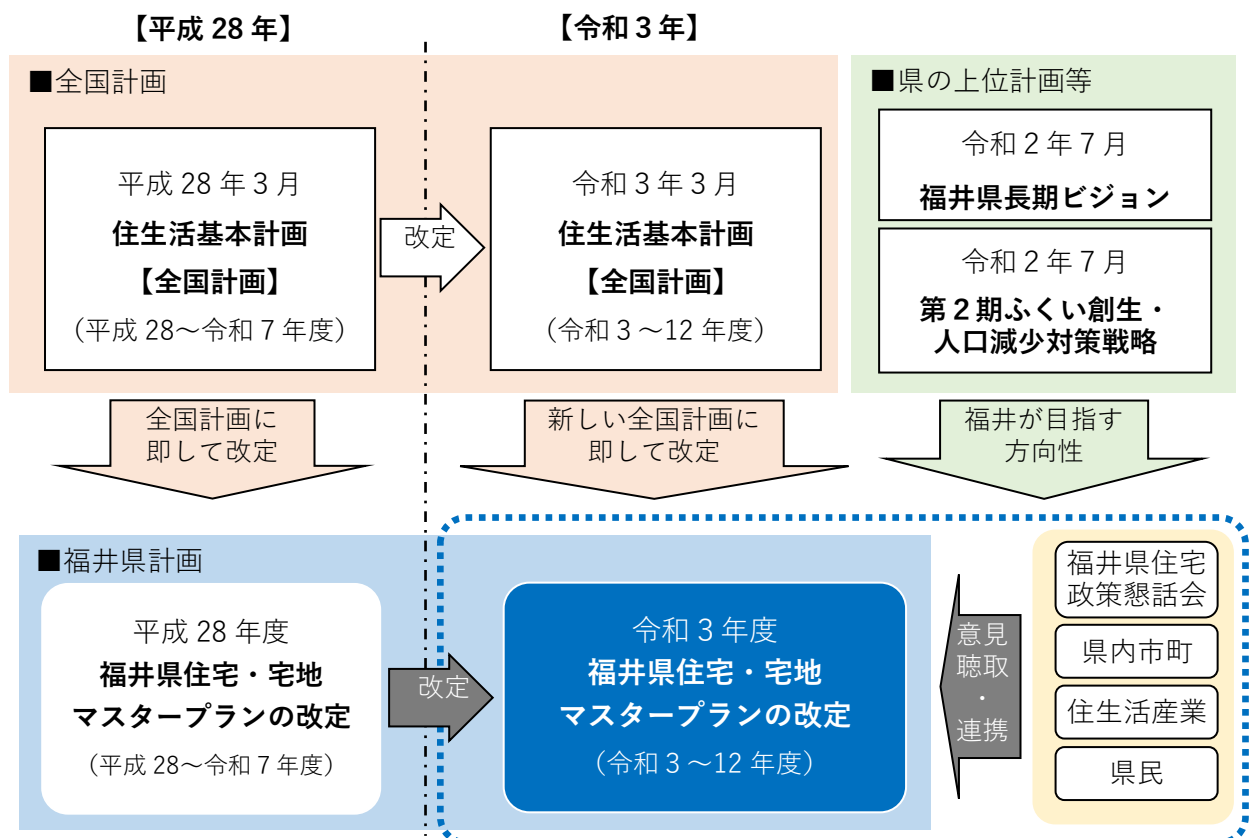 【平成 28 年】
【令和３年】
■全国計画
平成 28 年３月
住生活基本計画
【全国計画】
（平成 28～令和７年度）
改定
令和３年３月
住生活基本計画
【全国計画】
（令和３～12 年度）
■県の上位計画等
令和２年７月
福井県長期ビジョン
令和２年７月
第２期ふくい創生・
人口減少対策戦略
全国計画に
即して改定
新しい全国計画に
即して改定
福井が目指す
方向性
■福井県計画
平成 28 年度
福井県住宅・宅地
マスタープランの改定
（平成 28～令和７年度）
改定
令和３年度
福井県住宅・宅地
マスタープランの改定
（令和３～12 年度）
意見
聴取
・
連携
福井県住宅
政策懇話会
県内市町
住生活産業
県民